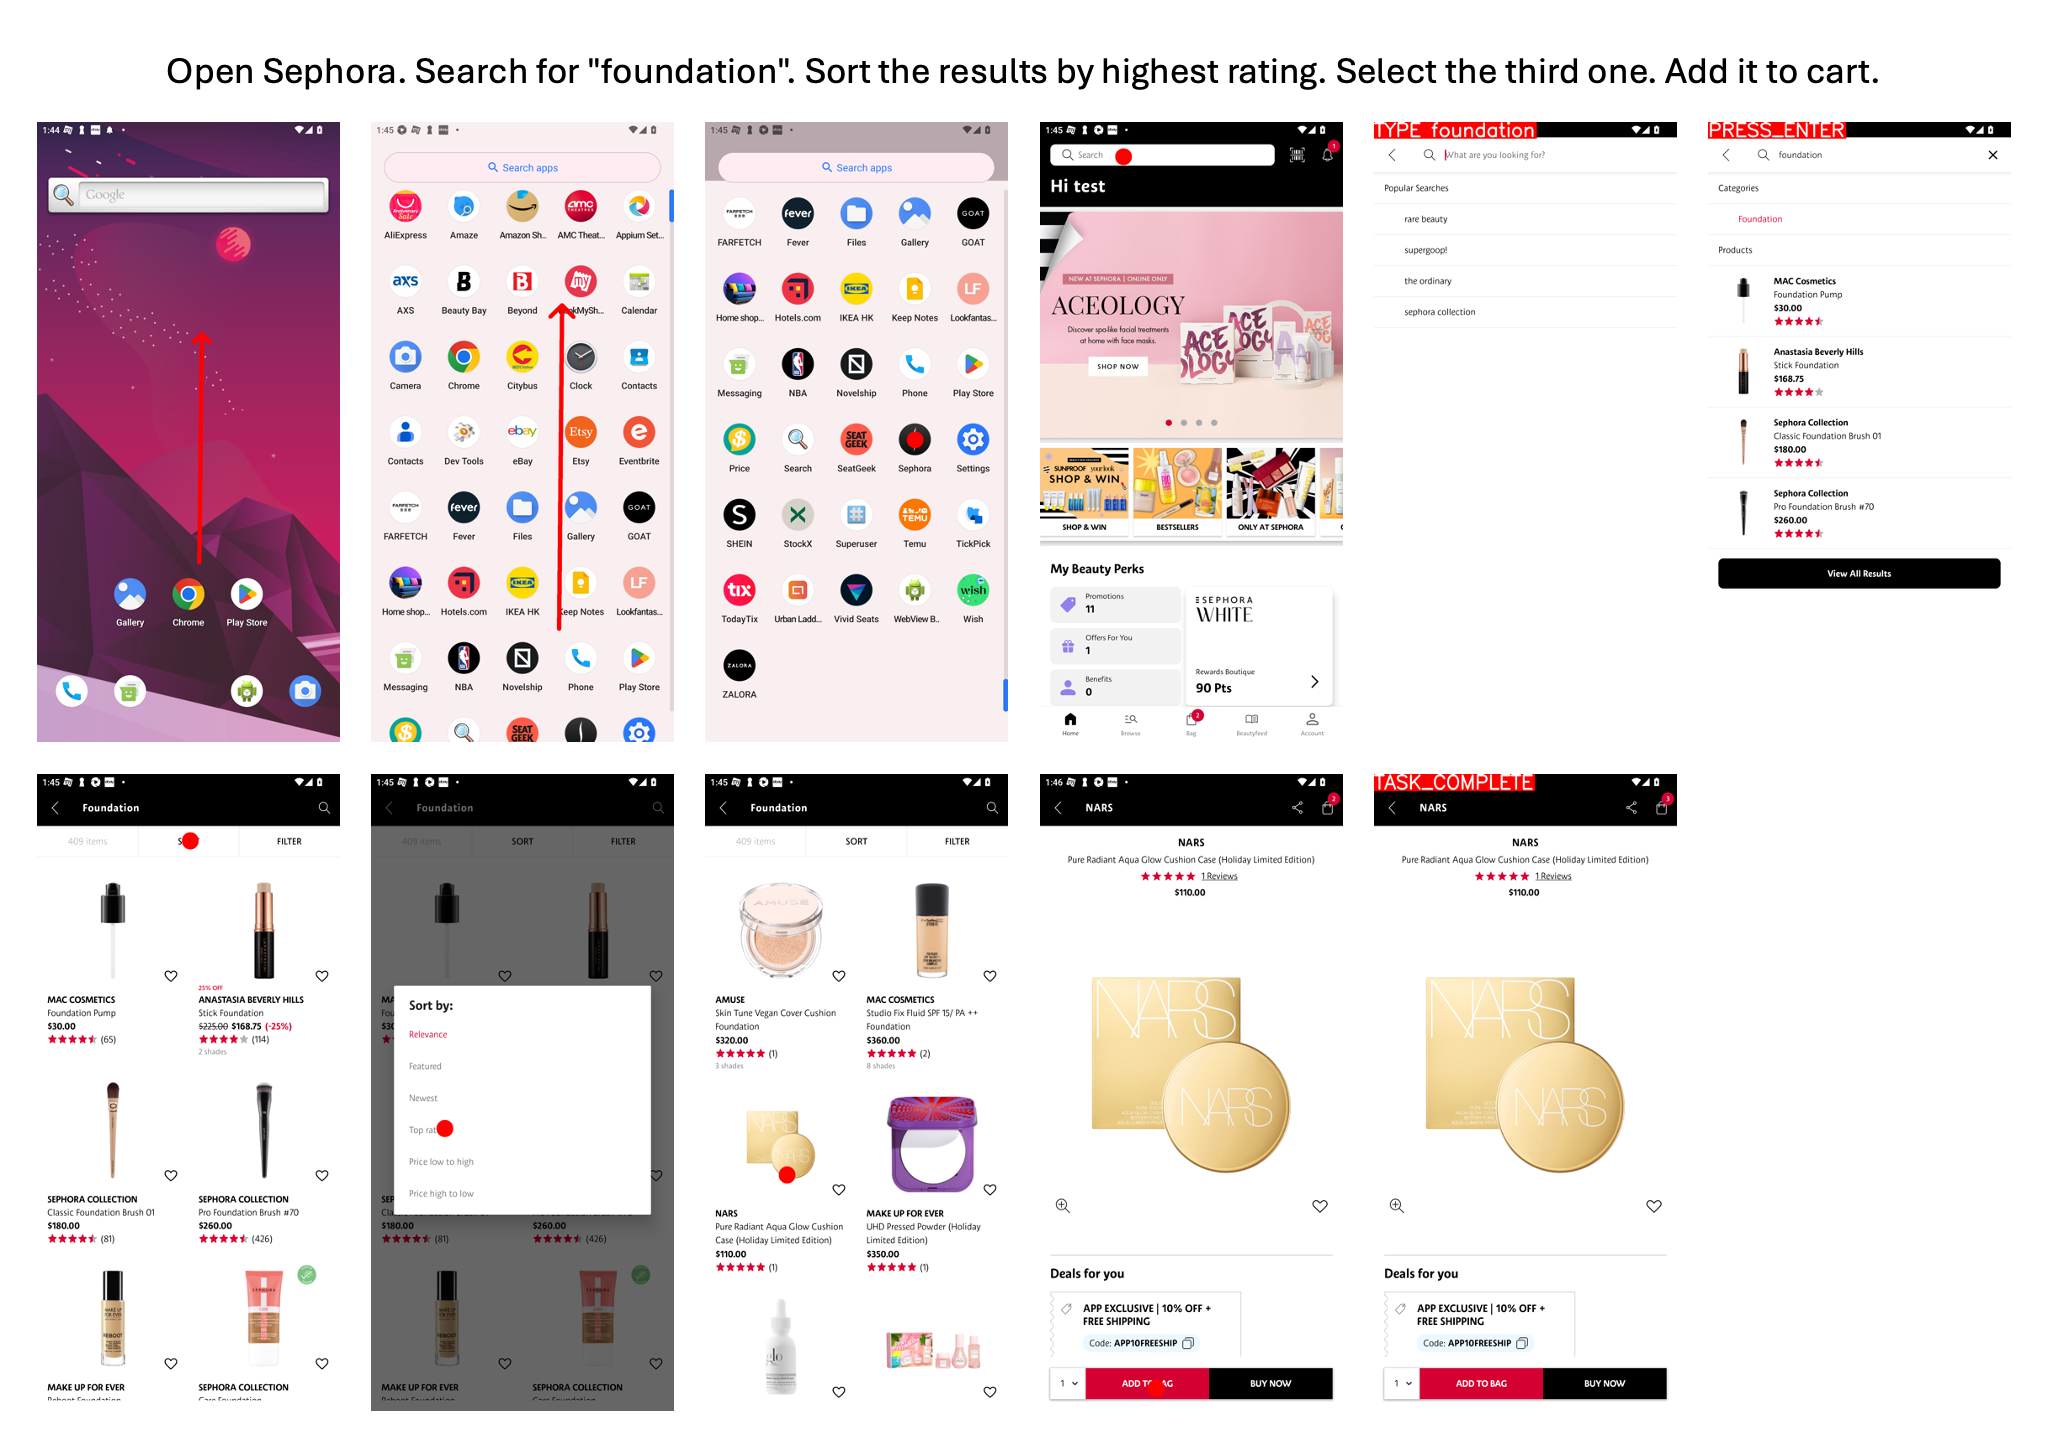 Open Sephora. Search for "foundation". Sort the results by highest rating. Select the third one. Add it to cart.
1:44
Google
Gallery Chrome Play Store
1:45
Search apps
AliExpress Amaze Amazon Sh.. AMC Theat... Appium Set...
AXS Beauty Bay Beyond Calendar
Camera Chrome Citybus Clock Contacts
Contacts Dev Tools eBay Etsy Eventbrite
FARFETCH Fever Files Gallery GOAT
Home shop... Hotels.com IKEA HK Keep Notes Lookfantas...
Messaging NBA Novelship Phone Play Store
1:45
Search apps
FARFETCH Fever Files Gallery GOAT
Home shop... Hotels.com IKEA HK Keep Notes Lookfantas...
Messaging NBA Novelship Phone Play Store
Price Search SeatGeek Sephora Settings
SHEIN StockX Superuser Temu TickPick
TodayTix Urban Ladd... Vivid Seats WebView B.. Wish
ZALORA
1:45
Search
1
Hi test
NEW AT SEPHORA | ONLINE ONLY
ACEOLOGY
Discover spa-like facial treatments
at home with face masks.
SHOP NOW
SUNPROOF your look
SHOP & WIN
SHOP & WIN BESTSELLERS ONLY AT SEPHORA
My Beauty Perks
Promotions
11
Offers For You
1
Benefits
0
SEPHORA
WHITE
Rewards Boutique
90 Pts
2
Home Browse Bag Beautyfeed Account
TYPE foundation
What are you looking for?
Popular Searches
rare beauty
supergoop!
the ordinary
sephora collection
PRESS_ENTER
foundation
Categories
Foundation
Products
MAC Cosmetics
Foundation Pump
$30.00
Anastasia Beverly Hills
Stick Foundation
$168.75
Sephora Collection
Classic Foundation Brush 01
$180.00
Sephora Collection
Pro Foundation Brush #70
$260.00
View All Results
1:45
Foundation
409 items FILTER
MAC COSMETICS
Foundation Pump
$30.00
(65)
25% OFF
ANASTASIA BEVERLY HILLS
Stick Foundation
$225.00 $168.75 (-25%)
(114)
2 shades
SEPHORA COLLECTION
Classic Foundation Brush 01
$180.00
(81)
SEPHORA COLLECTION
Pro Foundation Brush #70
$260.00
(426)
MAKE UP FOR EVER
SEPHORA COLLECTION
1:45
Foundation
409 items SORT FILTER
Sort by:
Relevance
Featured
Newest
Top
Price low to high
Price high to low
$180.00
(81)
$260.00
(426)
MAKE UP FOR EVER
SEPHORA COLLECTION
1:45
Foundation
409 items SORT FILTER
AMUSE
Skin Tune Vegan Cover Cushion
Foundation
$320.00
(1)
3 shades
MAC COSMETICS
Studio Fix Fluid SPF 15/ PA ++
Foundation
$360.00
(2)
8 shades
NARS
Pure Radiant Aqua Glow Cushion
Case (Holiday Limited Edition)
$110.00
(1)
MAKE UP FOR EVER
UHD Pressed Powder (Holiday
Limited Edition)
$350.00
(1)
glo
1:46
NARS
2
NARS
Pure Radiant Aqua Glow Cushion Case (Holiday Limited Edition)
1 Reviews
$110.00
NARS
NARS
Deals for you
APP EXCLUSIVE | 10% OFF +
FREE SHIPPING
Code: APP10FREESHIP
1 ADD TO BAG BUY NOW
TASK_COMPLETE
NARS
3
NARS
Pure Radiant Aqua Glow Cushion Case (Holiday Limited Edition)
1 Reviews
$110.00
NARS
NARS
Deals for you
APP EXCLUSIVE | 10% OFF +
FREE SHIPPING
Code: APP10FREESHIP
1 ADD TO BAG BUY NOW